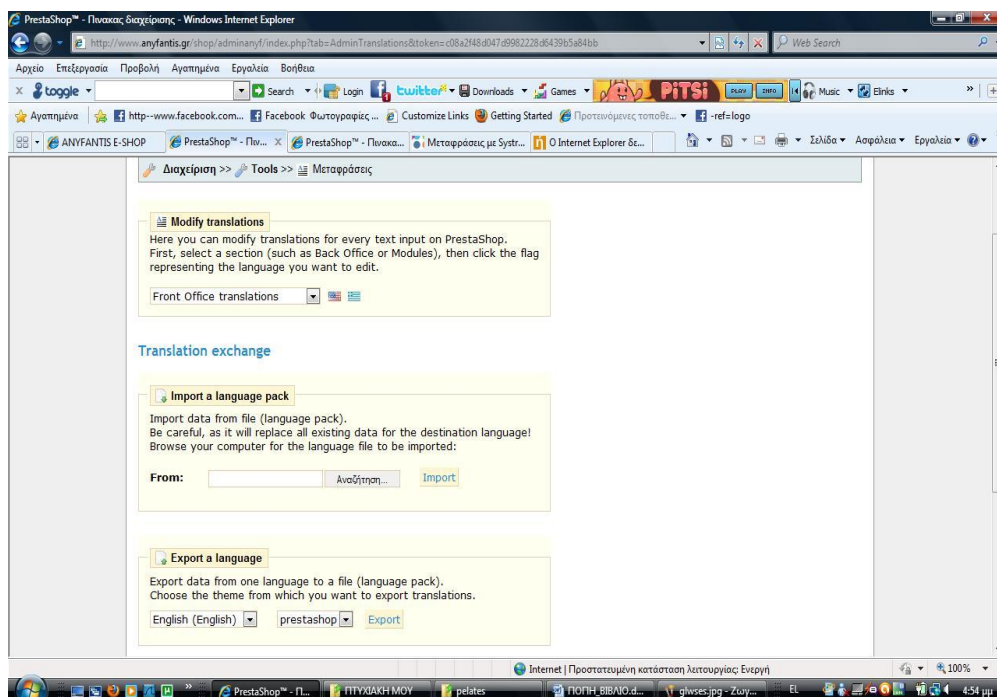 PrestaShop™ - Πινακας διαχείρισης - Windows Internet Explorer
http://www.anyfantis.gr/shop/adminanyf/index.php?tab=AdminTranslations&token=c08a2f48d047d9982228d6439b5a84bb
Web Search
Αρχείο Επεξεργασία Προβολή Αγαπημένα Εργαλεία Βοήθεια
toggle Search Login twitter Downloads Games PiTSi PLAY INFO Music Elinks
Αγαπημένα http--www.facebook.com... Facebook Φωτογραφίες ... Customize Links Getting Started Προτεινόμενες τοποθε... -ref=logo
ANYFANTIS E-SHOP PrestaShop™ - Πιν... PrestaShop™ - Πινακα... Μεταφράσεις με Systr... Ο Internet Explorer δε... Σελίδα Ασφάλεια Εργαλεία
Διαχείριση >> Tools >> Μεταφράσεις
Modify translations
Here you can modify translations for every text input on PrestaShop.
First, select a section (such as Back Office or Modules), then click the flag
representing the language you want to edit.
Front Office translations
Translation exchange
Import a language pack
Import data from file (language pack).
Be careful, as it will replace all existing data for the destination language!
Browse your computer for the language file to be imported:
From: Αναζήτηση... Import
Export a language
Export data from one language to a file (language pack).
Choose the theme from which you want to export translations.
English (English) prestashop Export
Internet | Προστατευμένη κατάσταση λειτουργίας: Ενεργή 100%
PrestaShop™ - Π... ΠΤΥΧΙΑΚΗ ΜΟΥ pelates ΠΟΠΗ_ΒΙΒΛΙΟ.d... glwses.jpg - Ζωγ... EL 4:54 μμ